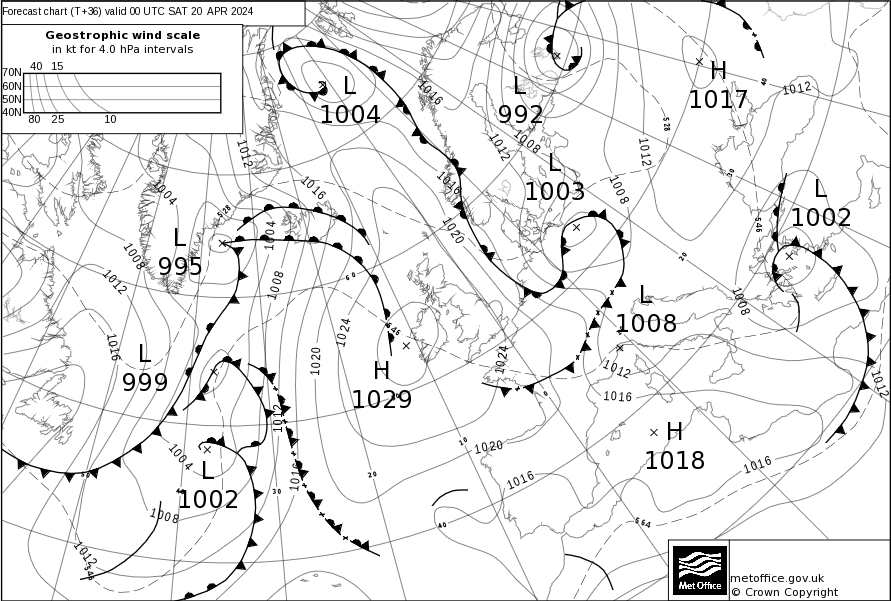 Forecast chart (T+36) valid 00 UTC SAT 20 APR 2024
Geostrophic wind scale
in kt for 4.0 hPa intervals
40 15
70N
60N
50N
40N
80 25 10
L
1004
L
992
H
1017
L
1003
L
1002
L
995
L
1008
L
999
H
1029
H
1018
L
1002
1016
1012
1008
1012
1012
1012
1016
1004
528
1016
1004
1008
528
1016
1020
1008
546
1008
1012
1016
1008
60
1024
1020
546
1024
1012
1016
1012
1012
1004
1016
1008
1012
546
1020
1016
1016
564
10
20
30
40
0
20
30
40
metoffice.gov.uk
© Crown Copyright
Met Office